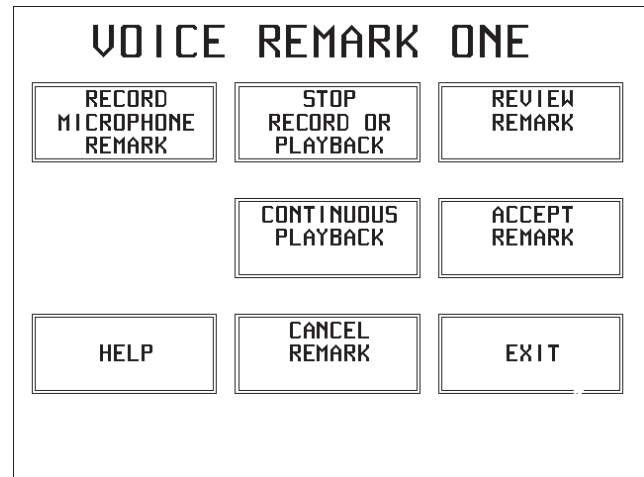 VOICE REMARK ONE
RECORD
MICROPHONE
REMARK
STOP
RECORD OR
PLAYBACK
REVIEW
REMARK
CONTINUOUS
PLAYBACK
ACCEPT
REMARK
HELP
CANCEL
REMARK
EXIT